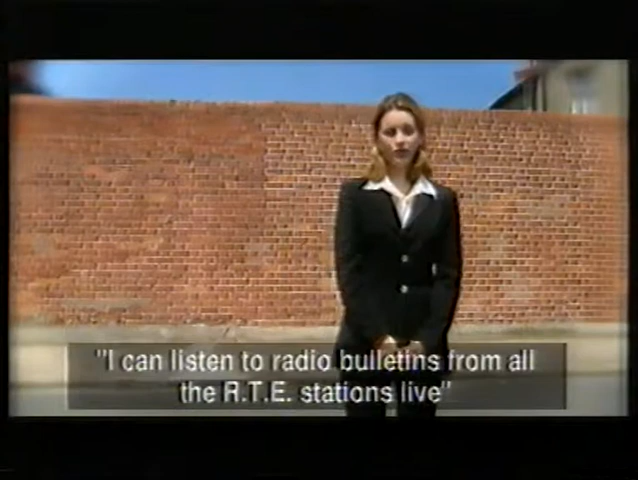 "I can listen to radio bulletins from all
the R.T.E. stations live"